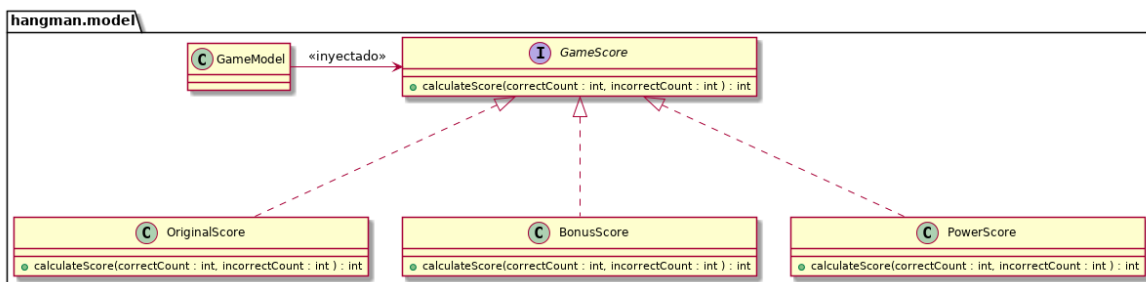 hangman.model
C GameModel
«inyectado»
I GameScore
calculateScore(correctCount : int, incorrectCount : int ) : int
C OriginalScore
calculateScore(correctCount : int, incorrectCount : int ) : int
C BonusScore
calculateScore(correctCount : int, incorrectCount : int ) : int
C PowerScore
calculateScore(correctCount : int, incorrectCount : int ) : int